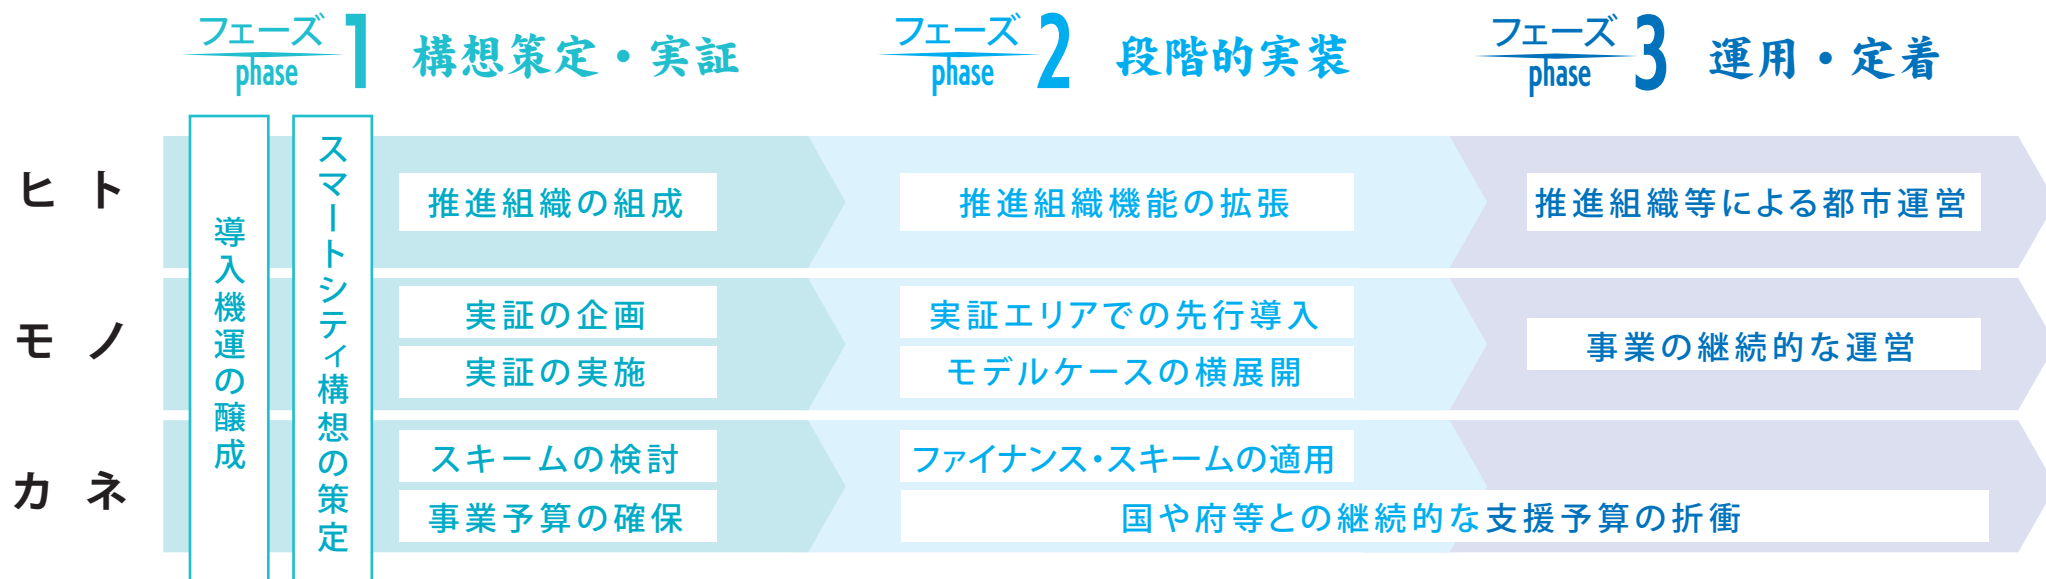 フェーズ
phase
1
構想策定・実証
フェーズ
phase
2
段階的実装
フェーズ
phase
3
運用・定着
導入機運の醸成
スマートシティ構想の策定
ヒト
推進組織の組成
推進組織機能の拡張
推進組織等による都市運営
モノ
実証の企画
実証の実施
実証エリアでの先行導入
モデルケースの横展開
事業の継続的な運営
カネ
スキームの検討
事業予算の確保
ファイナンス・スキームの適用
国や府等との継続的な支援予算の折衝